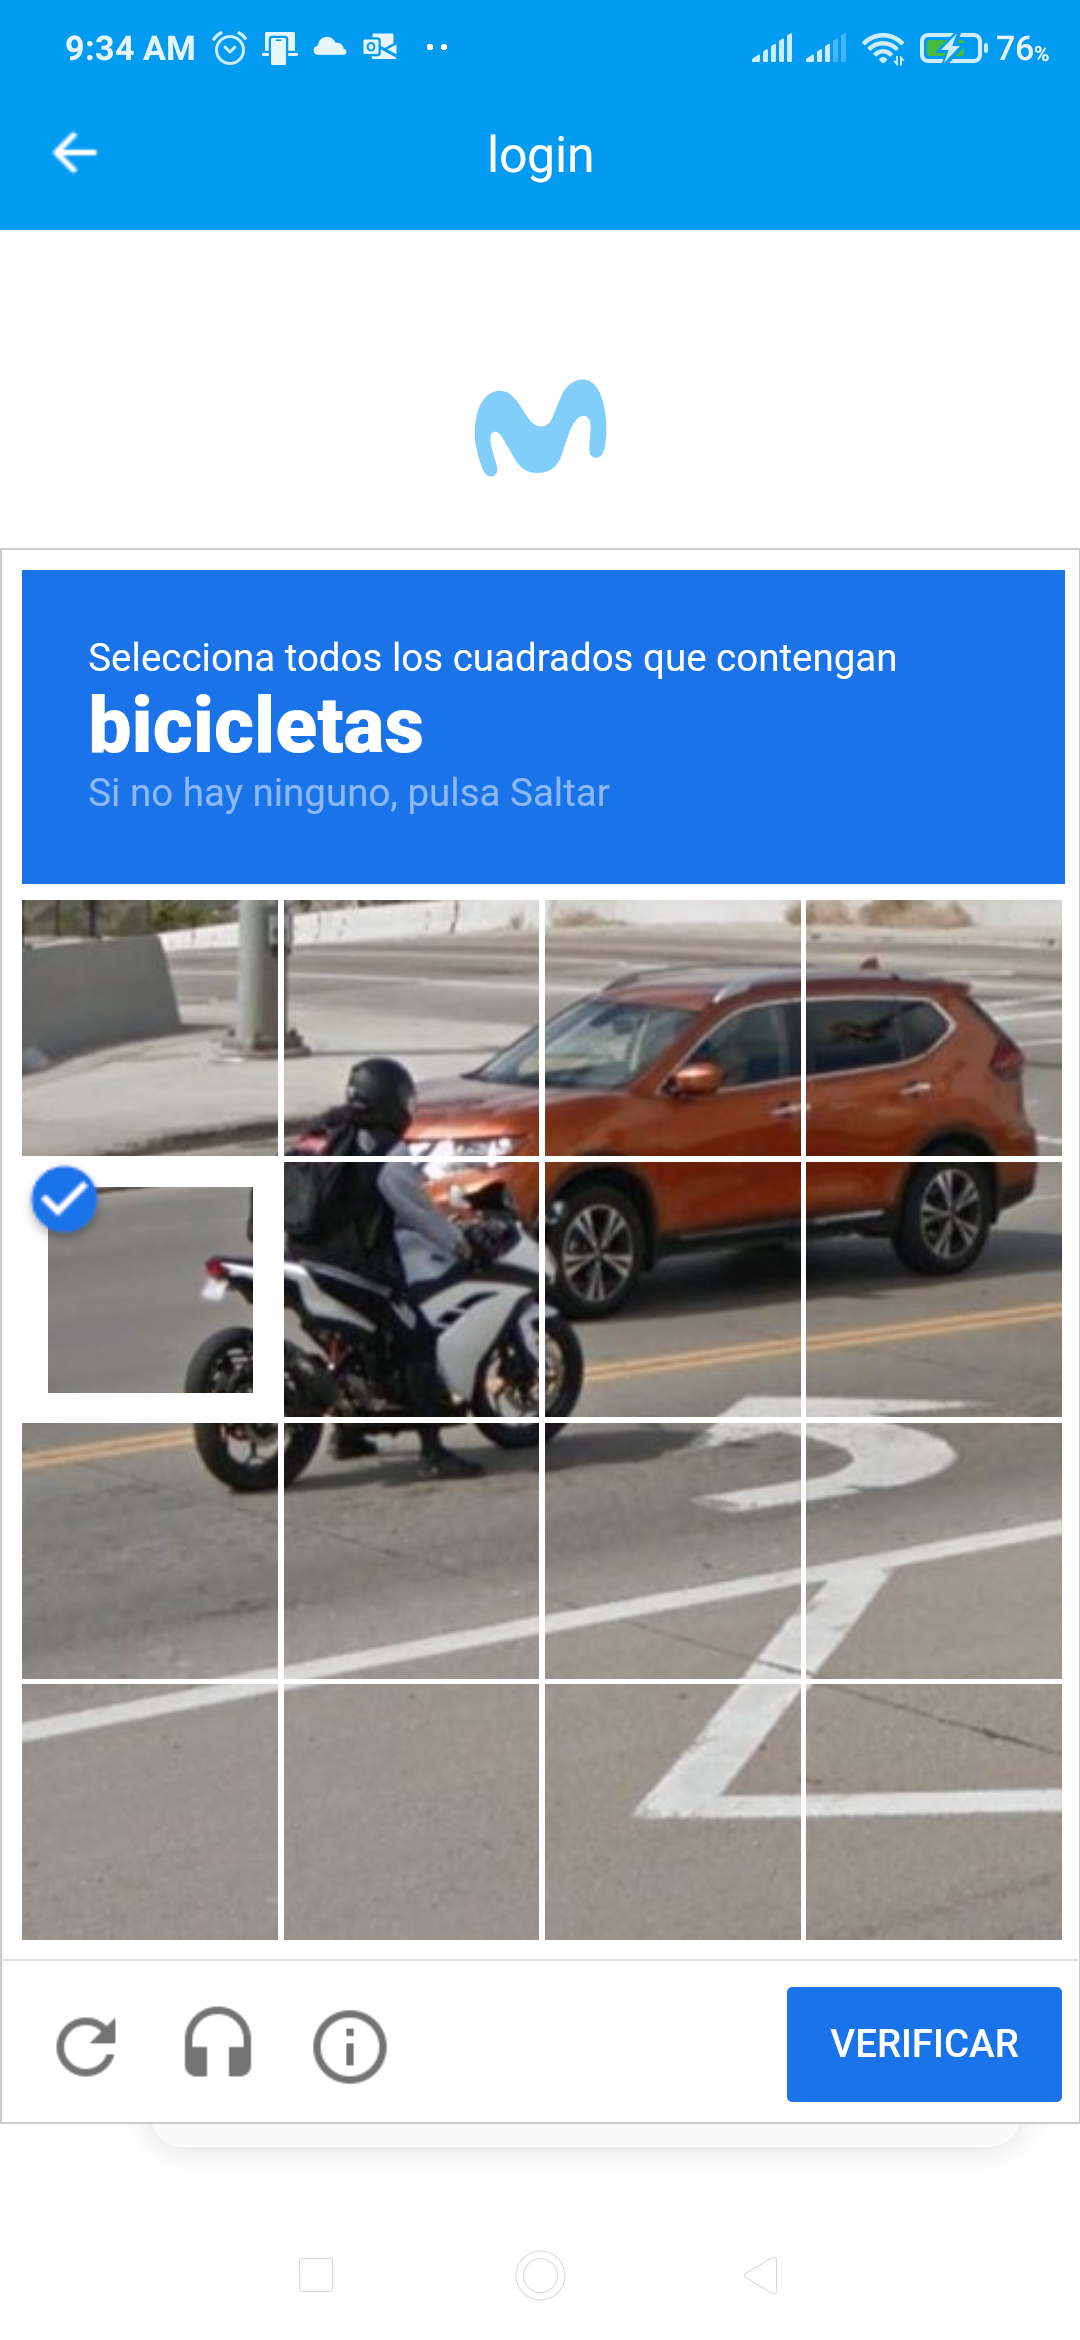 9:34 AM
76%
login
Selecciona todos los cuadrados que contengan
bicicletas
Si no hay ninguno, pulsa Saltar
VERIFICAR